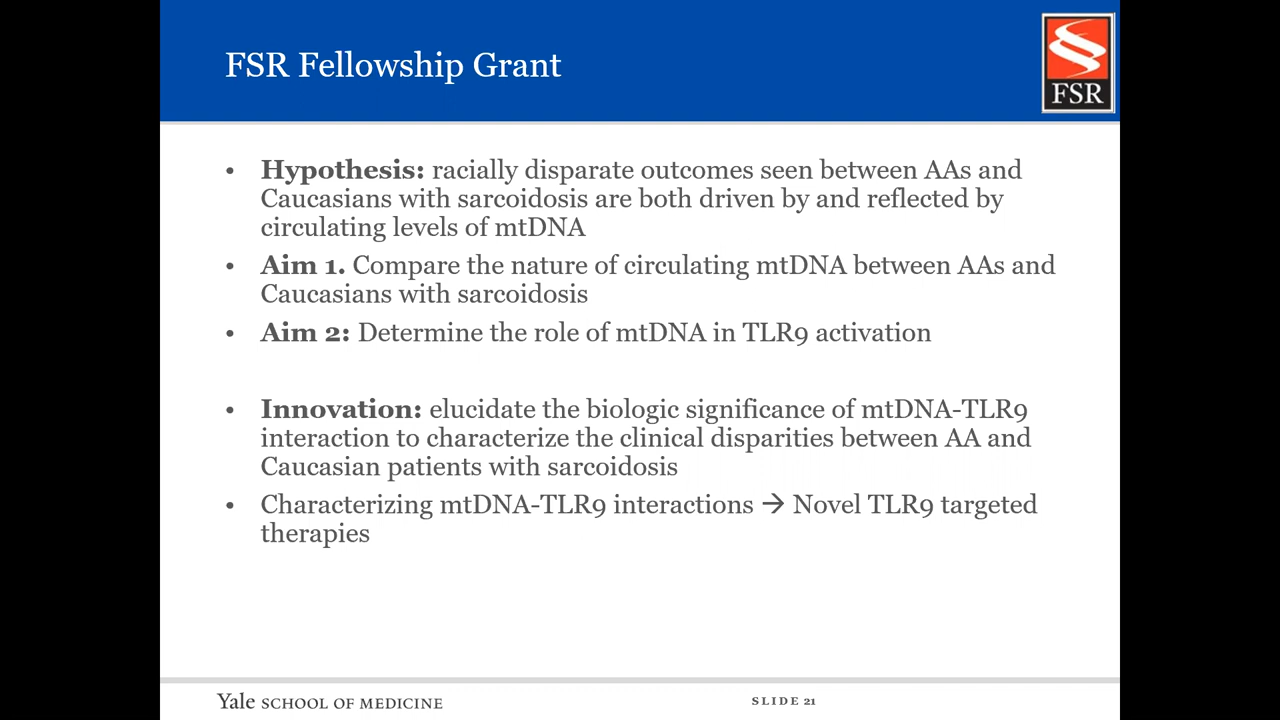 FSR Fellowship Grant
FSR
• Hypothesis: racially disparate outcomes seen between AAs and
Caucasians with sarcoidosis are both driven by and reflected by
circulating levels of mtDNA
• Aim 1. Compare the nature of circulating mtDNA between AAs and
Caucasians with sarcoidosis
• Aim 2: Determine the role of mtDNA in TLR9 activation
• Innovation: elucidate the biologic significance of mtDNA-TLR9
interaction to characterize the clinical disparities between AA and
Caucasian patients with sarcoidosis
• Characterizing mtDNA-TLR9 interactions → Novel TLR9 targeted
therapies
Yale SCHOOL OF MEDICINE
SLIDE 21